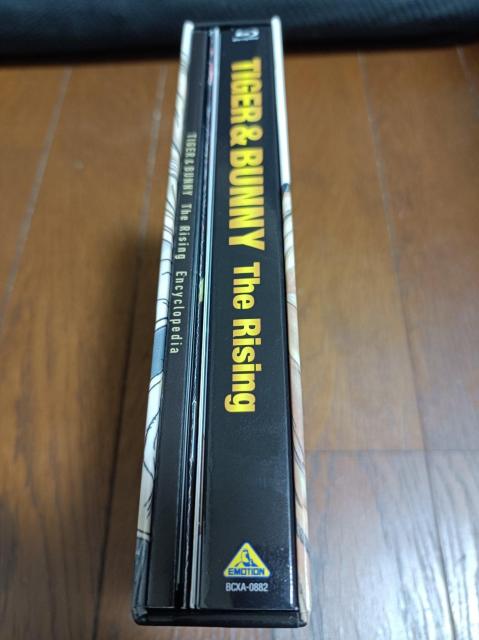 TIGER & BUNNY The Rising Encyclopedia
TIGER & BUNNY The Rising
EMOTION
BCXA-0882